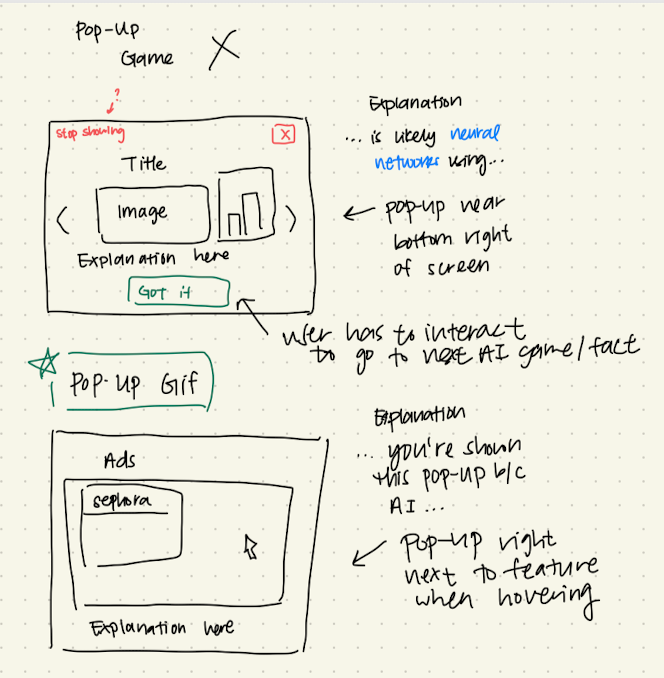 Pop-Up
Game X
?
stop showing
X
Title
Image
Explanation here
Got it
Explanation
... is likely neural
networks using...
pop-up near
bottom right
of screen
user has to interact
to go to next AI game/fact
Pop-Up Gif
Ads
sephora
Explanation here
Explanation
... you're shown
this pop-up b/c
AI ...
Pop-up right
next to feature
when hovering